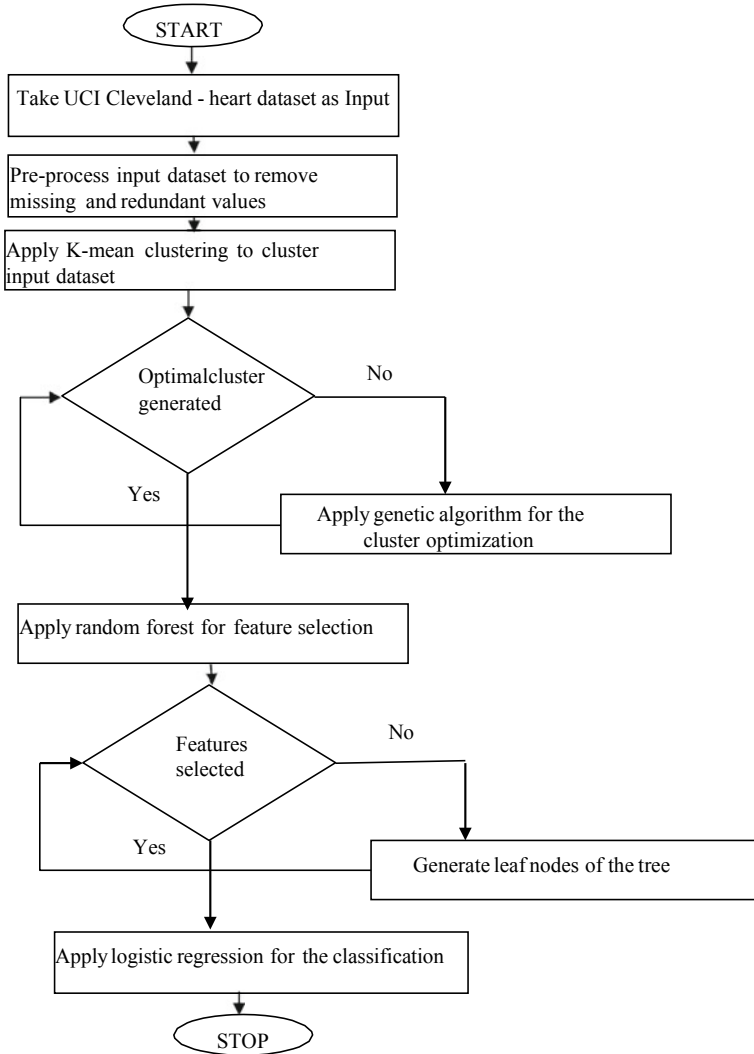 START
Take UCI Cleveland - heart dataset as Input
Pre-process input dataset to remove
missing and redundant values
Apply K-mean clustering to cluster
input dataset
Optimalcluster
generated
No
Yes
Apply genetic algorithm for the
cluster optimization
Apply random forest for feature selection
Features
selected
No
Yes
Generate leaf nodes of the tree
Apply logistic regression for the classification
STOP